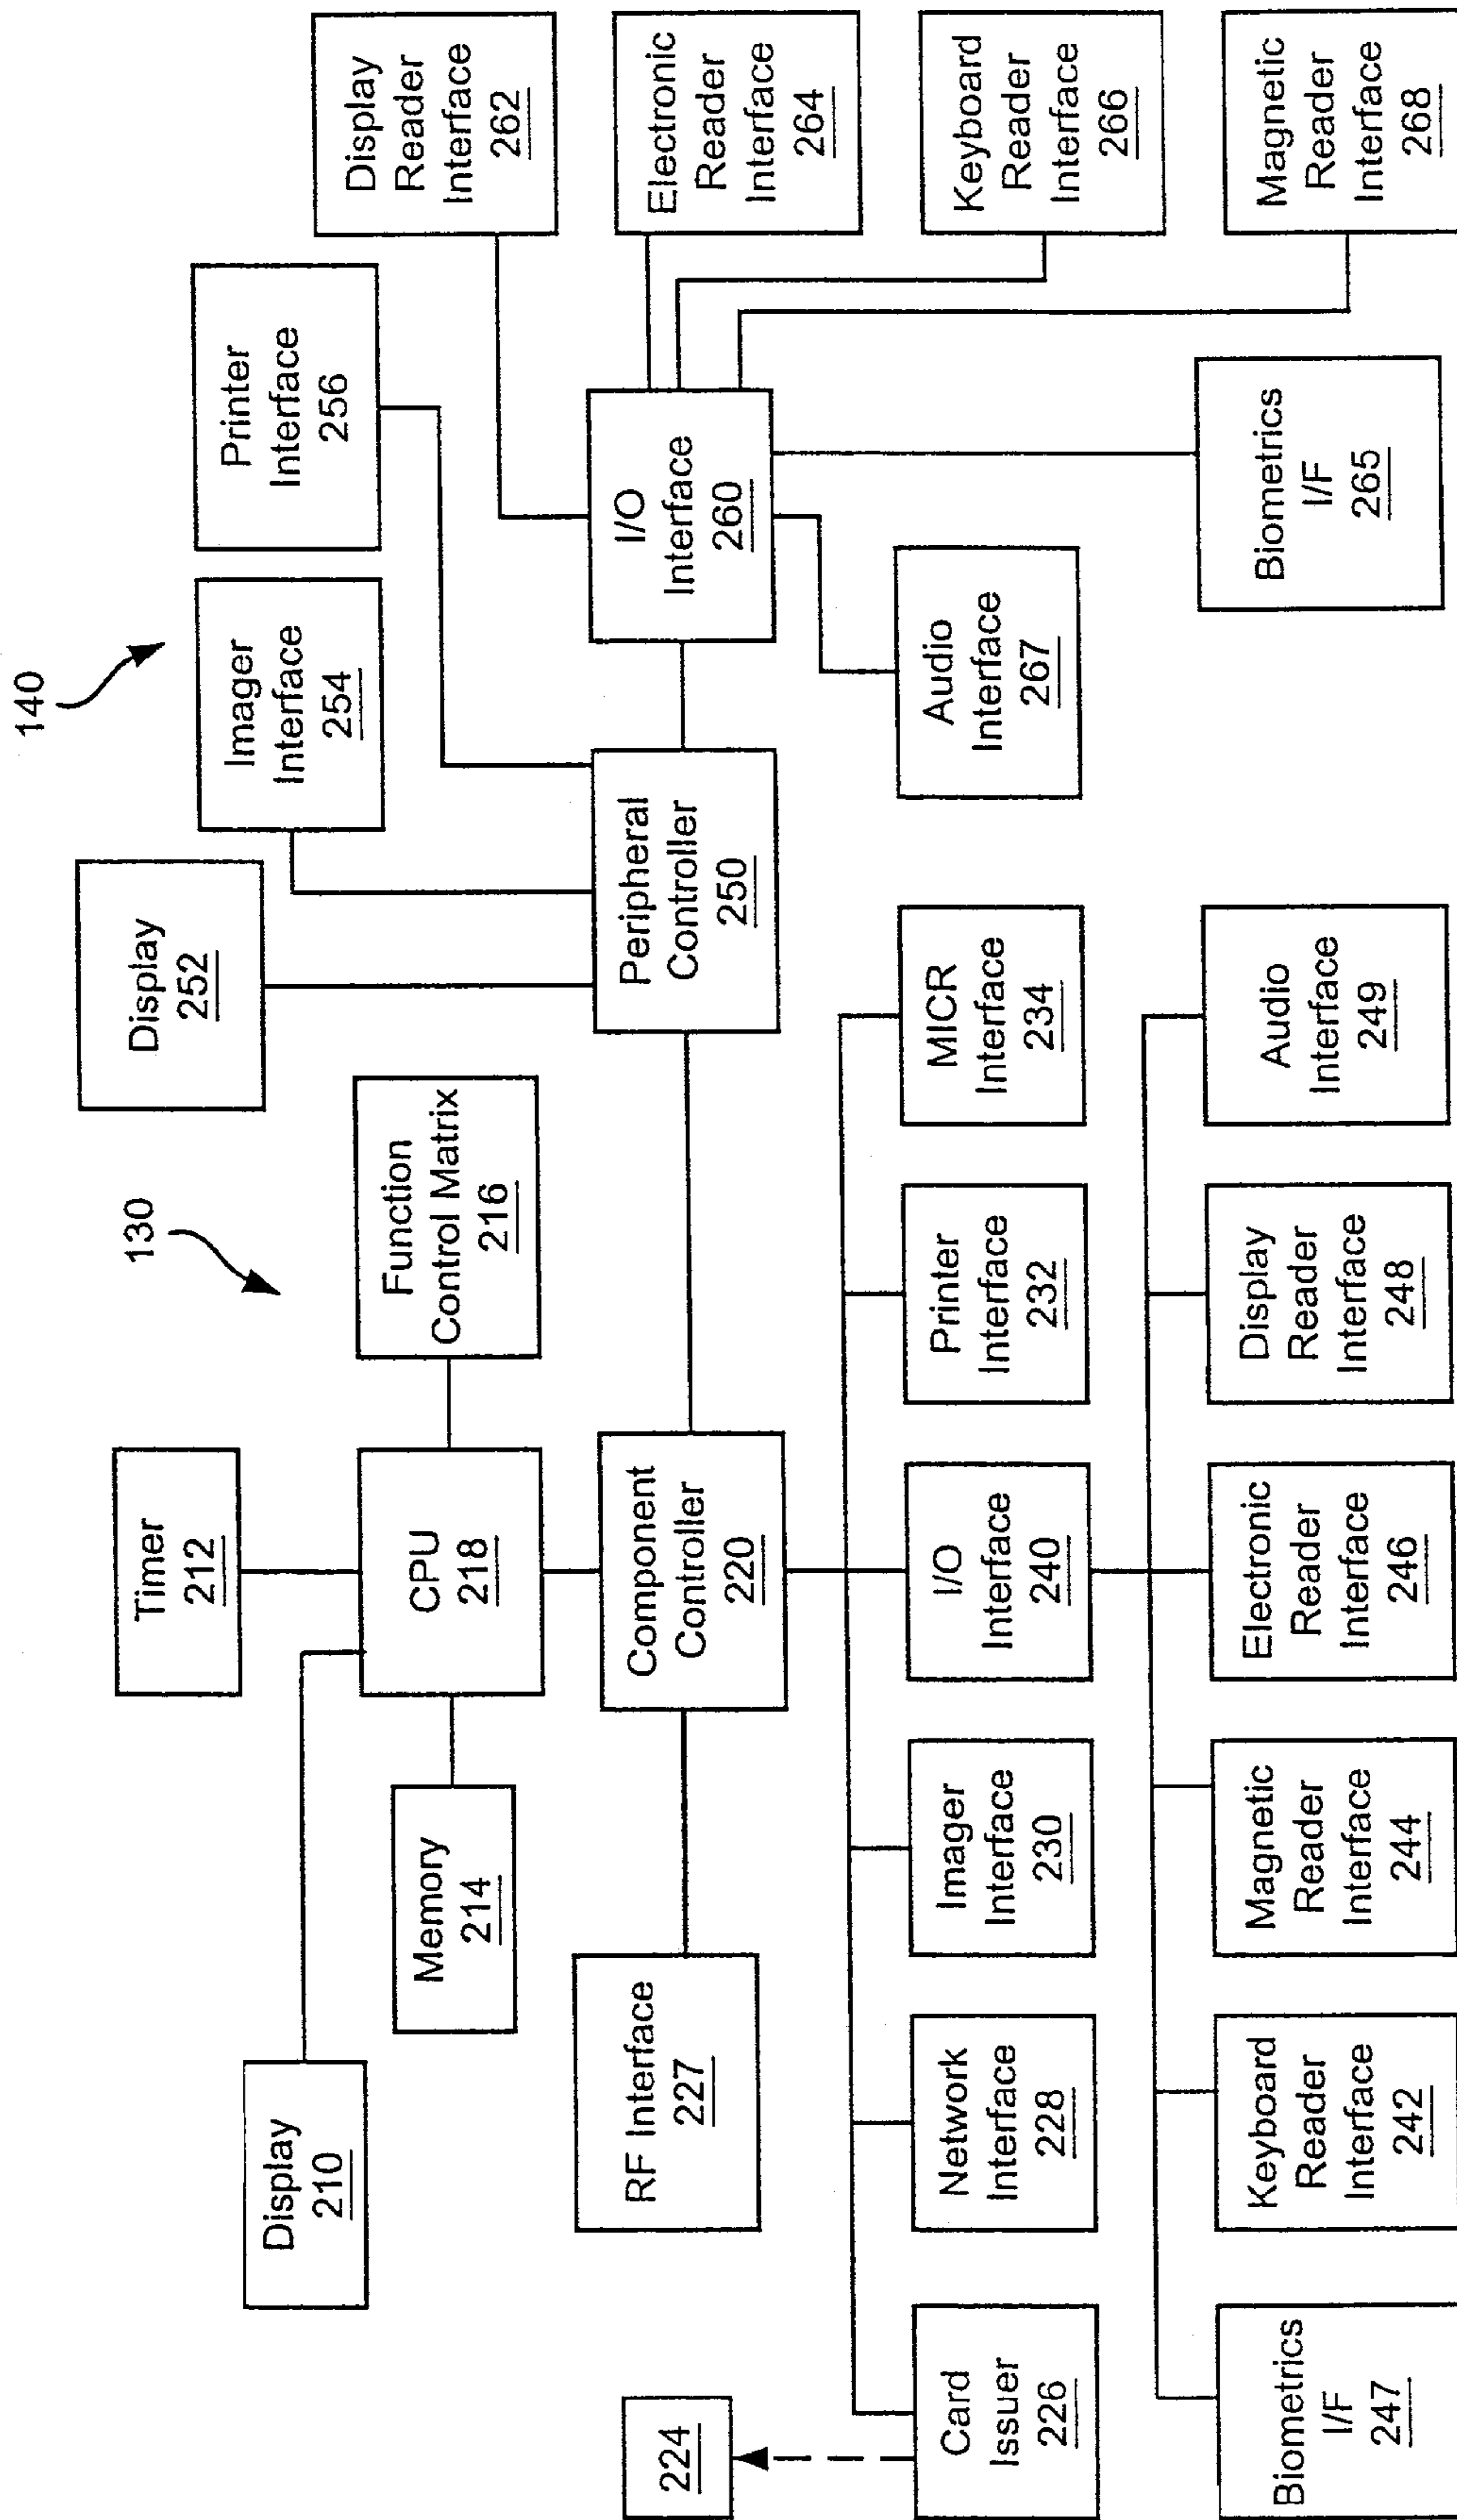 140
130
Display
210
Timer
212
Memory
214
CPU
218
Function
Control Matrix
216
Display
252
Imager
Interface
254
Printer
Interface
256
Display
Reader
Interface
262
224
RF Interface
227
Component
Controller
220
Peripheral
Controller
250
I/O
Interface
260
Electronic
Reader
Interface
264
Card
Issuer
226
Network
Interface
228
Imager
Interface
230
I/O
Interface
240
Printer
Interface
232
MICR
Interface
234
Audio
Interface
267
Keyboard
Reader
Interface
266
Biometrics
I/F
247
Keyboard
Reader
Interface
242
Magnetic
Reader
Interface
244
Electronic
Reader
Interface
246
Display
Reader
Interface
248
Audio
Interface
249
Biometrics
I/F
265
Magnetic
Reader
Interface
268